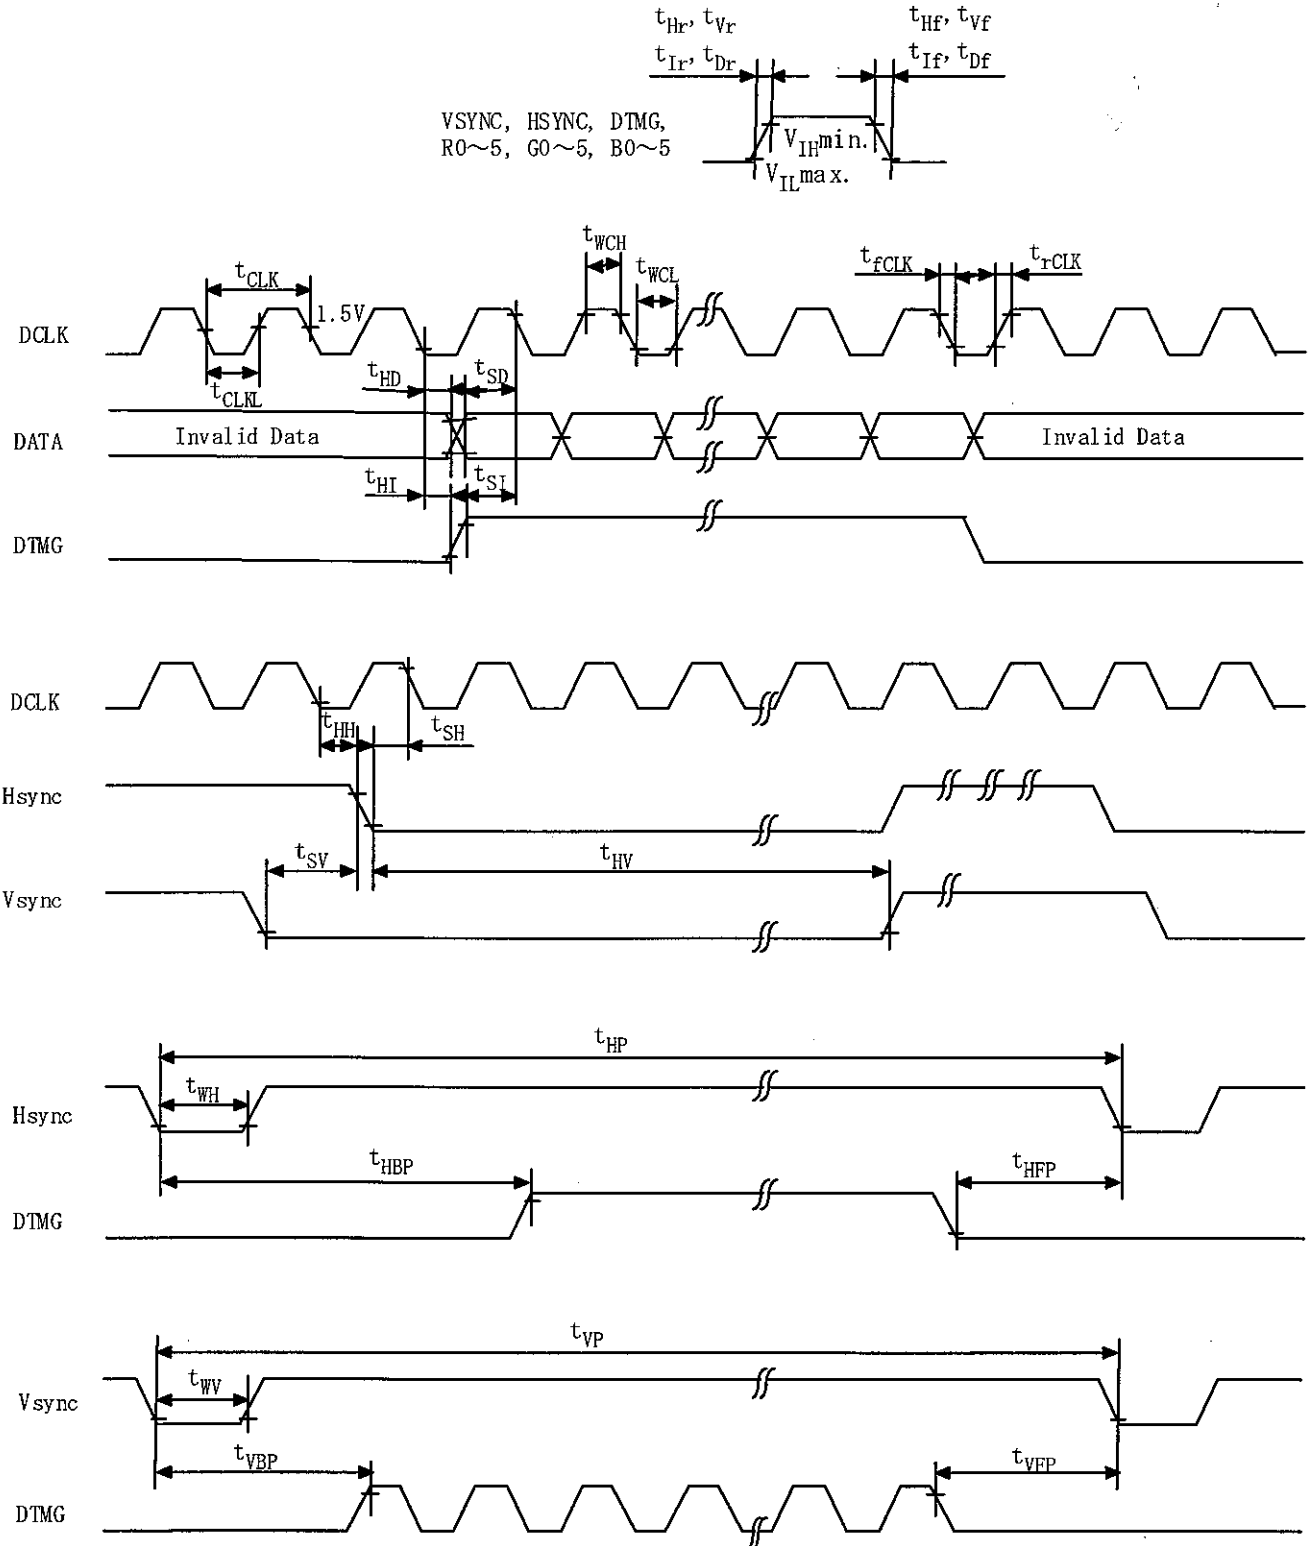 tHr, tVr
tHf, tVf
tIr, tDr
tIf, tDf
VSYNC, HSYNC, DTMG,
R0~5, G0~5, B0~5
VIHmin.
VILmax.
tWCH
tWCL
tfCLK
trCLK
tCLK
1.5V
DCLK
tHD
tSD
tCLKL
DATA
Invalid Data
Invalid Data
tHI
tSI
DTMG
DCLK
tHH
tSH
Hsync
tSV
tHV
Vsync
tHP
tWH
Hsync
tHBP
tHFP
DTMG
tVP
tWV
Vsync
tVBP
tVFP
DTMG